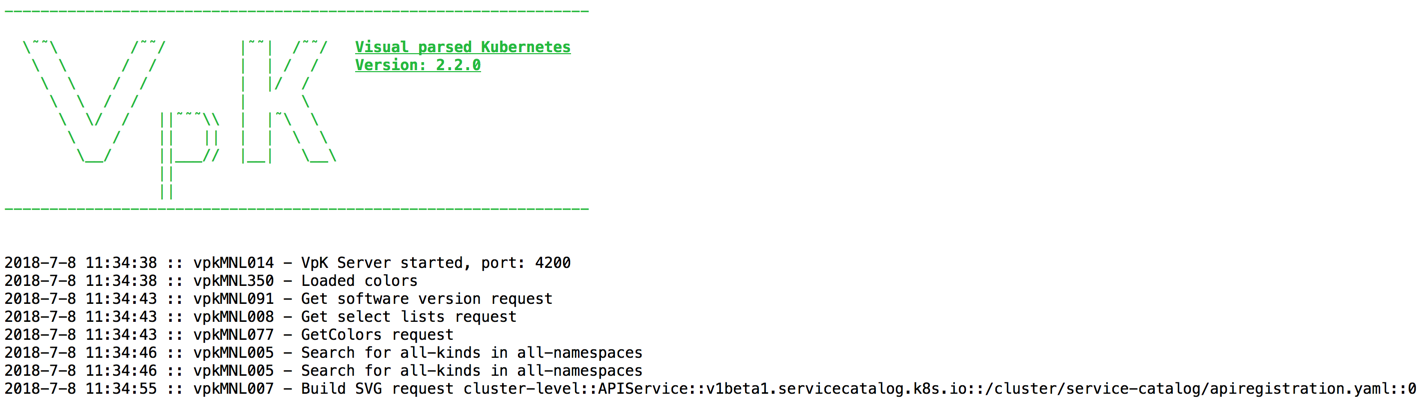 Visual parsed Kubernetes
Version: 2.2.0
VpK
2018-7-8 11:34:38 :: vpkMNL014 - VpK Server started, port: 4200
2018-7-8 11:34:38 :: vpkMNL350 - Loaded colors
2018-7-8 11:34:43 :: vpkMNL091 - Get software version request
2018-7-8 11:34:43 :: vpkMNL008 - Get select lists request
2018-7-8 11:34:43 :: vpkMNL077 - GetColors request
2018-7-8 11:34:46 :: vpkMNL005 - Search for all-kinds in all-namespaces
2018-7-8 11:34:46 :: vpkMNL005 - Search for all-kinds in all-namespaces
2018-7-8 11:34:55 :: vpkMNL007 - Build SVG request cluster-level::APIService::v1beta1.servicecatalog.k8s.io::/cluster/service-catalog/apiregistration.yaml::0